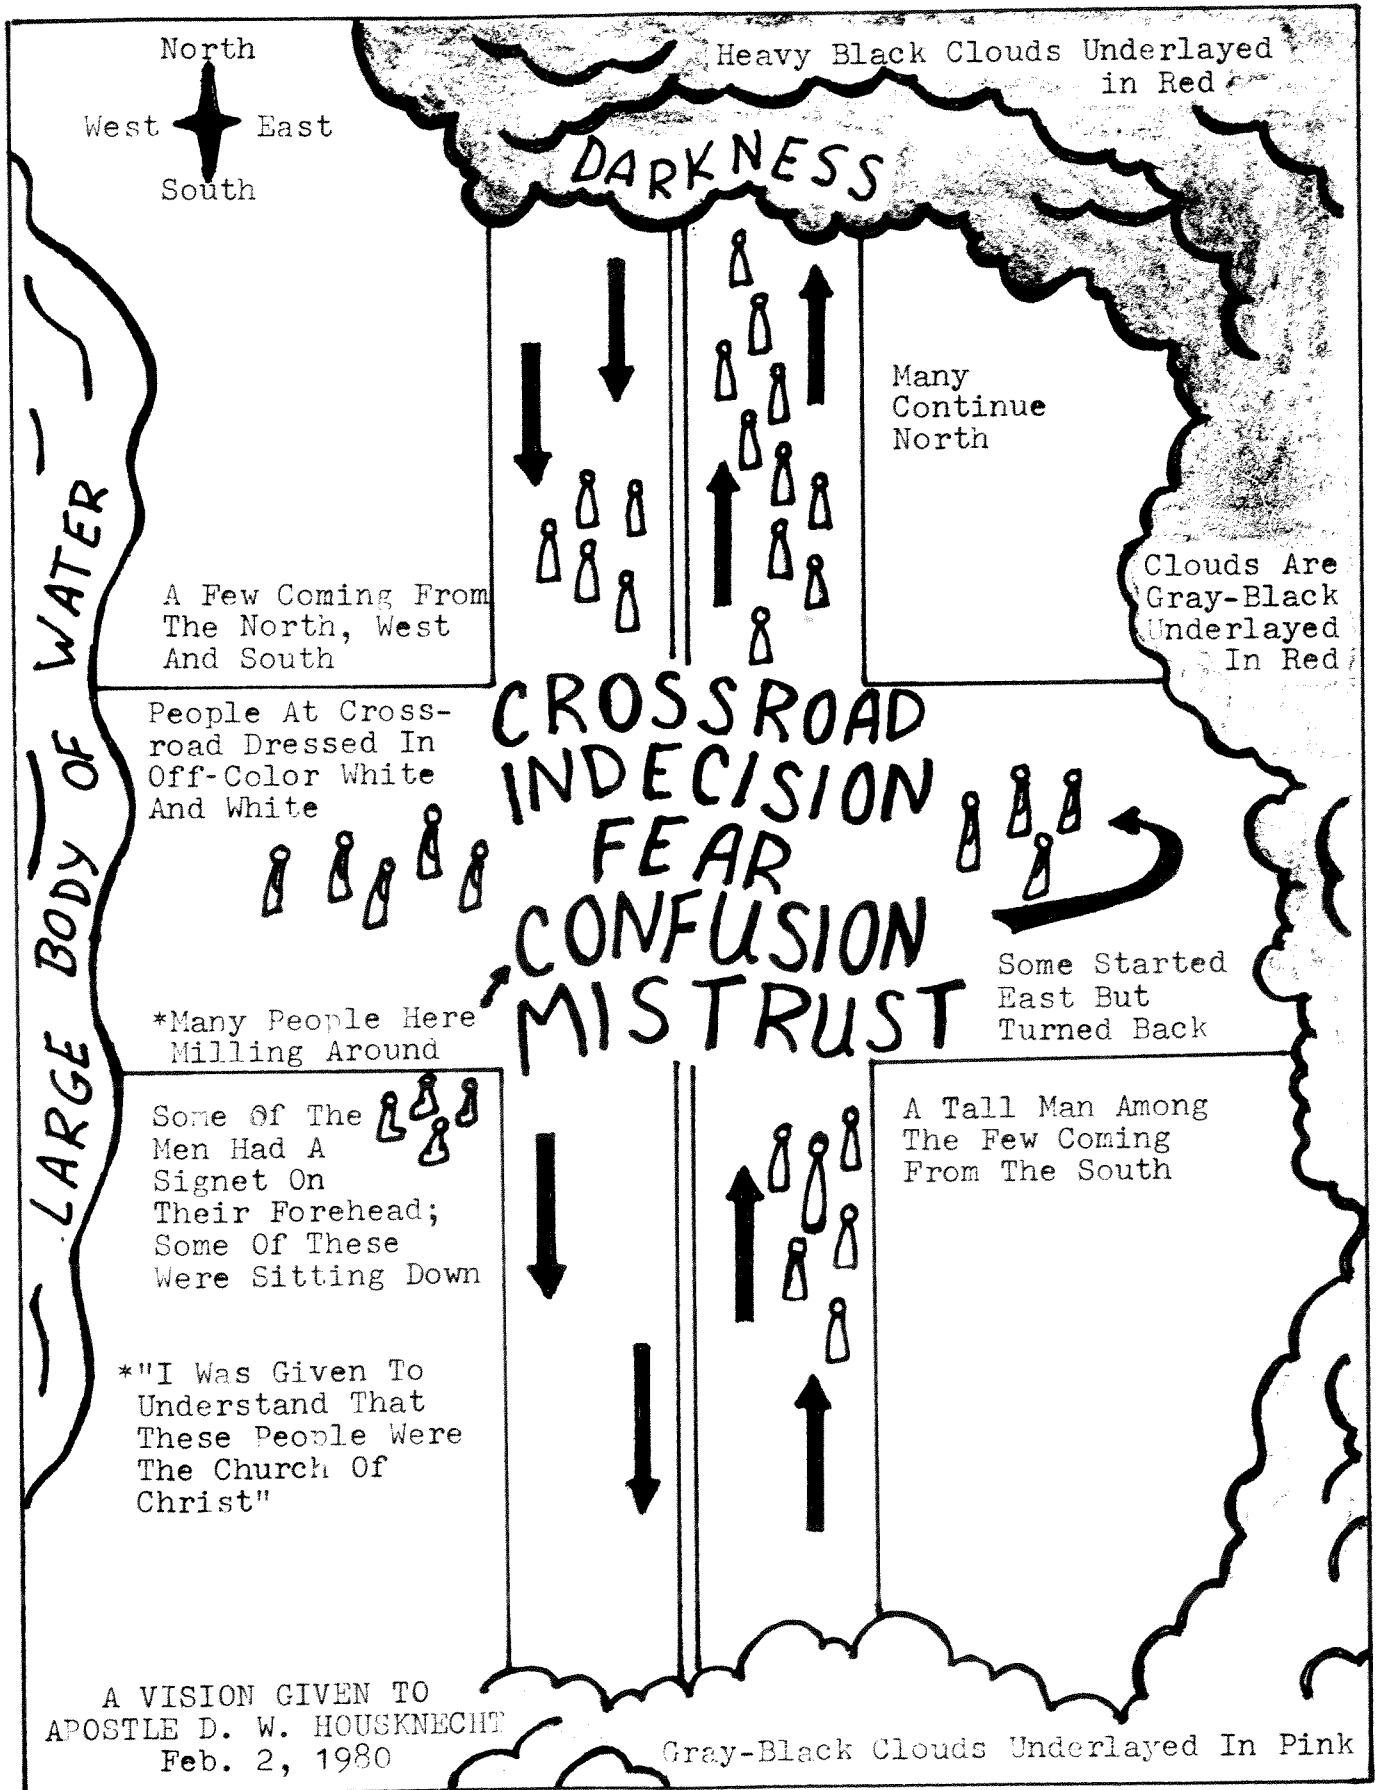 North
West East
South
Heavy Black Clouds Underlayed
in Red
DARKNESS
Many
Continue
North
A Few Coming From
The North, West
And South
Clouds Are
Gray-Black
Underlayed
In Red
LARGE BODY OF WATER
People At Cross-
road Dressed In
Off-Color White
And White
CROSSROAD
INDECISION
FEAR
CONFUSION
MISTRUST
Some Started
East But
Turned Back
*Many People Here
Milling Around
Some Of The
Men Had A
Signet On
Their Forehead;
Some Of These
Were Sitting Down
A Tall Man Among
The Few Coming
From The South
*"I Was Given To
Understand That
These People Were
The Church Of
Christ"
A VISION GIVEN TO
APOSTLE D. W. HOUSKNECHT
Feb. 2, 1980
Gray-Black Clouds Underlayed In Pink